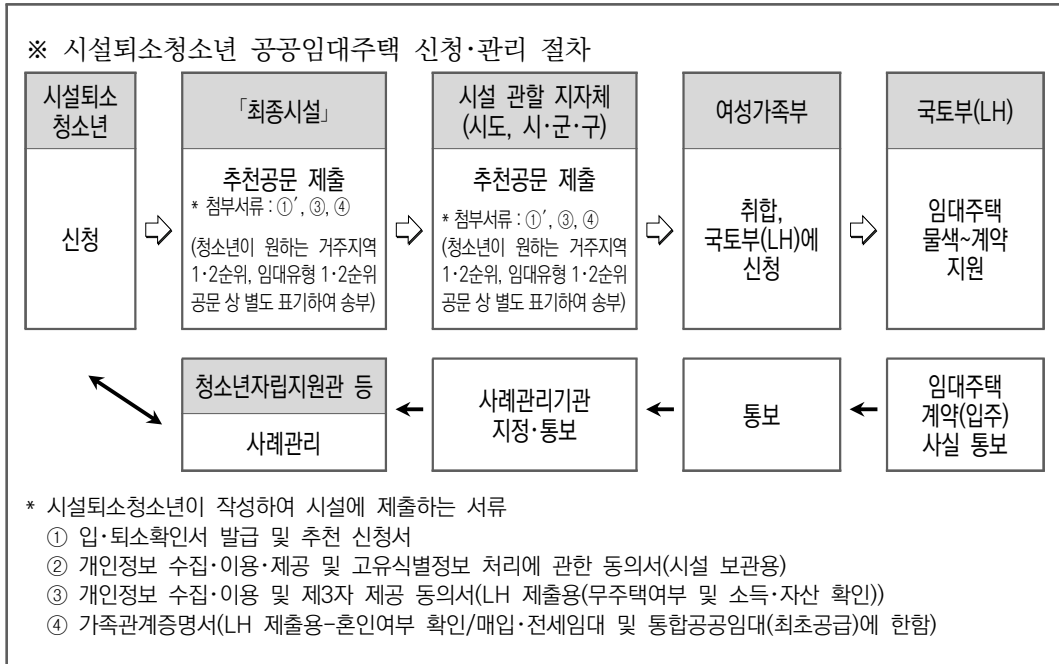 ※ 시설퇴소청소년 공공임대주택 신청·관리 절차
시설퇴소
청소년
신청
「최종시설」
추천공문 제출
* 첨부서류 : ①′, ③, ④
(청소년이 원하는 거주지역
1·2순위, 임대유형 1·2순위
공문 상 별도 표기하여 송부)
시설 관할 지자체
(시도, 시·군·구)
추천공문 제출
* 첨부서류 : ①′, ③, ④
(청소년이 원하는 거주지역
1·2순위, 임대유형 1·2순위
공문 상 별도 표기하여 송부)
여성가족부
취합,
국토부(LH)에
신청
국토부(LH)
임대주택
물색~계약
지원
청소년자립지원관 등
사례관리
사례관리기관
지정·통보
통보
임대주택
계약(입주)
사실 통보
* 시설퇴소청소년이 작성하여 시설에 제출하는 서류
① 입·퇴소확인서 발급 및 추천 신청서
② 개인정보 수집·이용·제공 및 고유식별정보 처리에 관한 동의서(시설 보관용)
③ 개인정보 수집·이용 및 제3자 제공 동의서(LH 제출용(무주택여부 및 소득·자산 확인))
④ 가족관계증명서(LH 제출용-혼인여부 확인/매입·전세임대 및 통합공공임대(최초공급)에 한함)